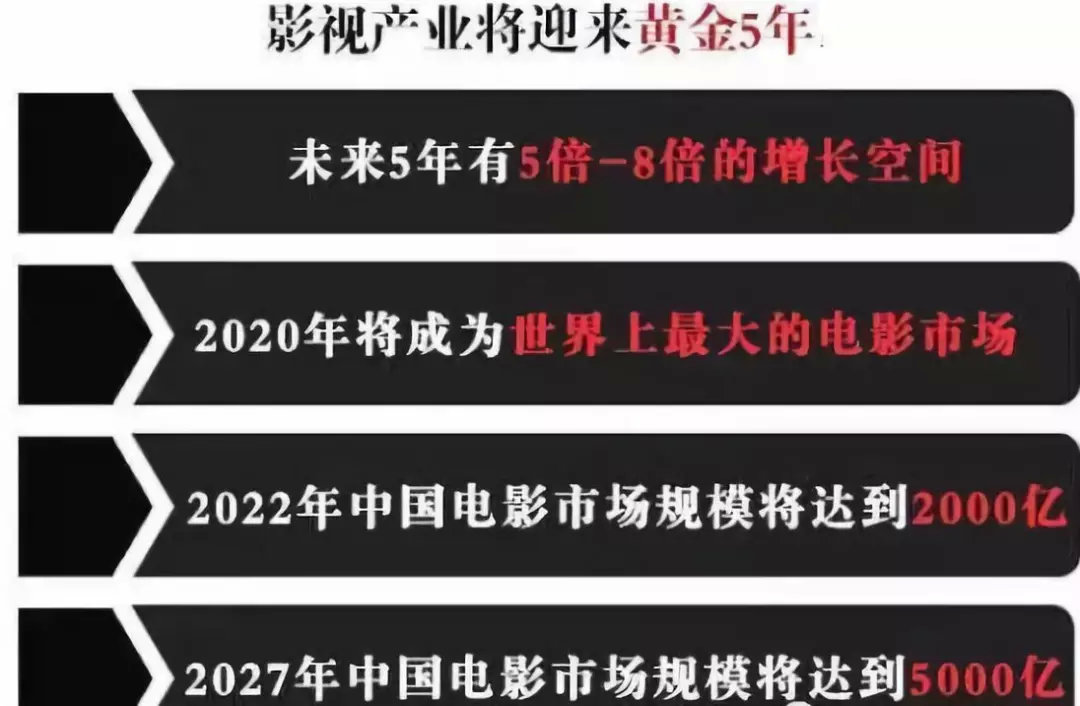 影视产业将迎来黄金5年
未来5年有5倍-8倍的增长空间
2020年将成为世界上最大的电影市场
2022年中国电影市场规模将达到2000亿
2027年中国电影市场规模将达到5000亿